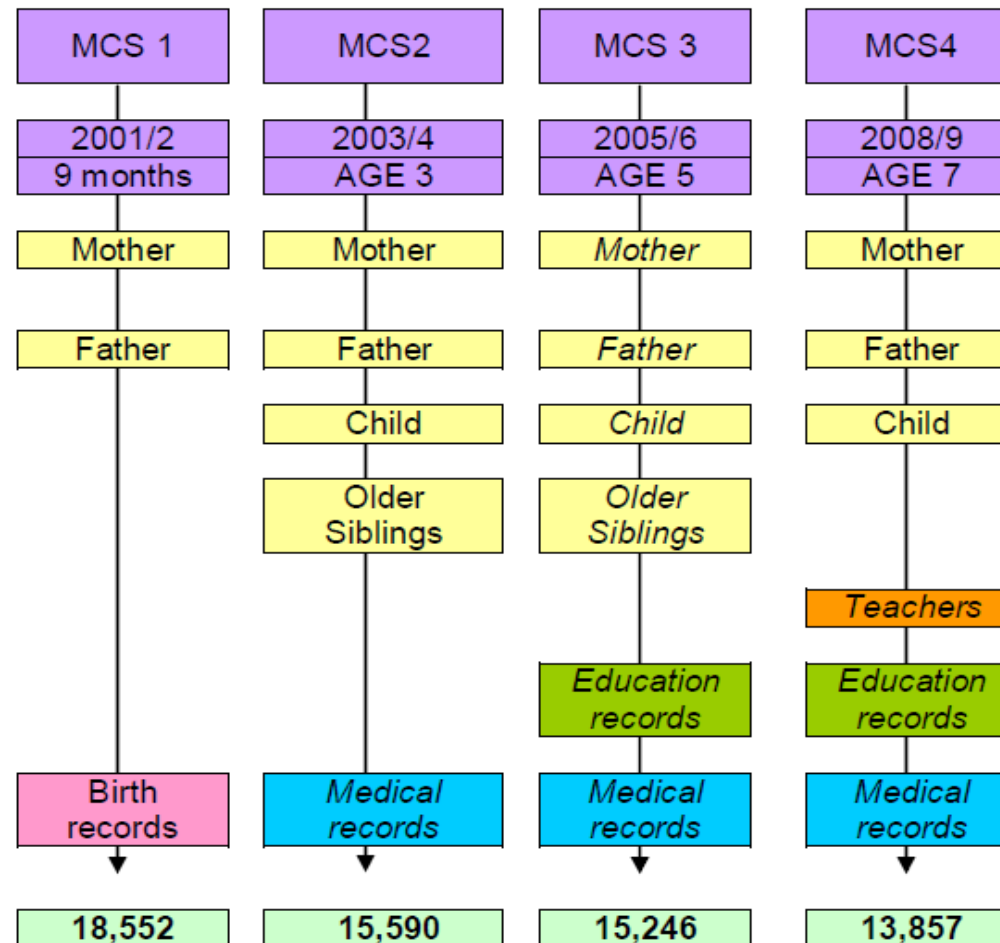 MCS 1
MCS2
MCS 3
MCS4
2001/2
2003/4
2005/6
2008/9
9 months
AGE 3
AGE 5
AGE 7
Mother
Mother
Mother
Mother
Father
Father
Father
Father
Child
Child
Child
Older
Siblings
Older
Siblings
Teachers
Education
records
Education
records
Birth
records
Medical
records
Medical
records
Medical
records
18,552
15,590
15,246
13,857